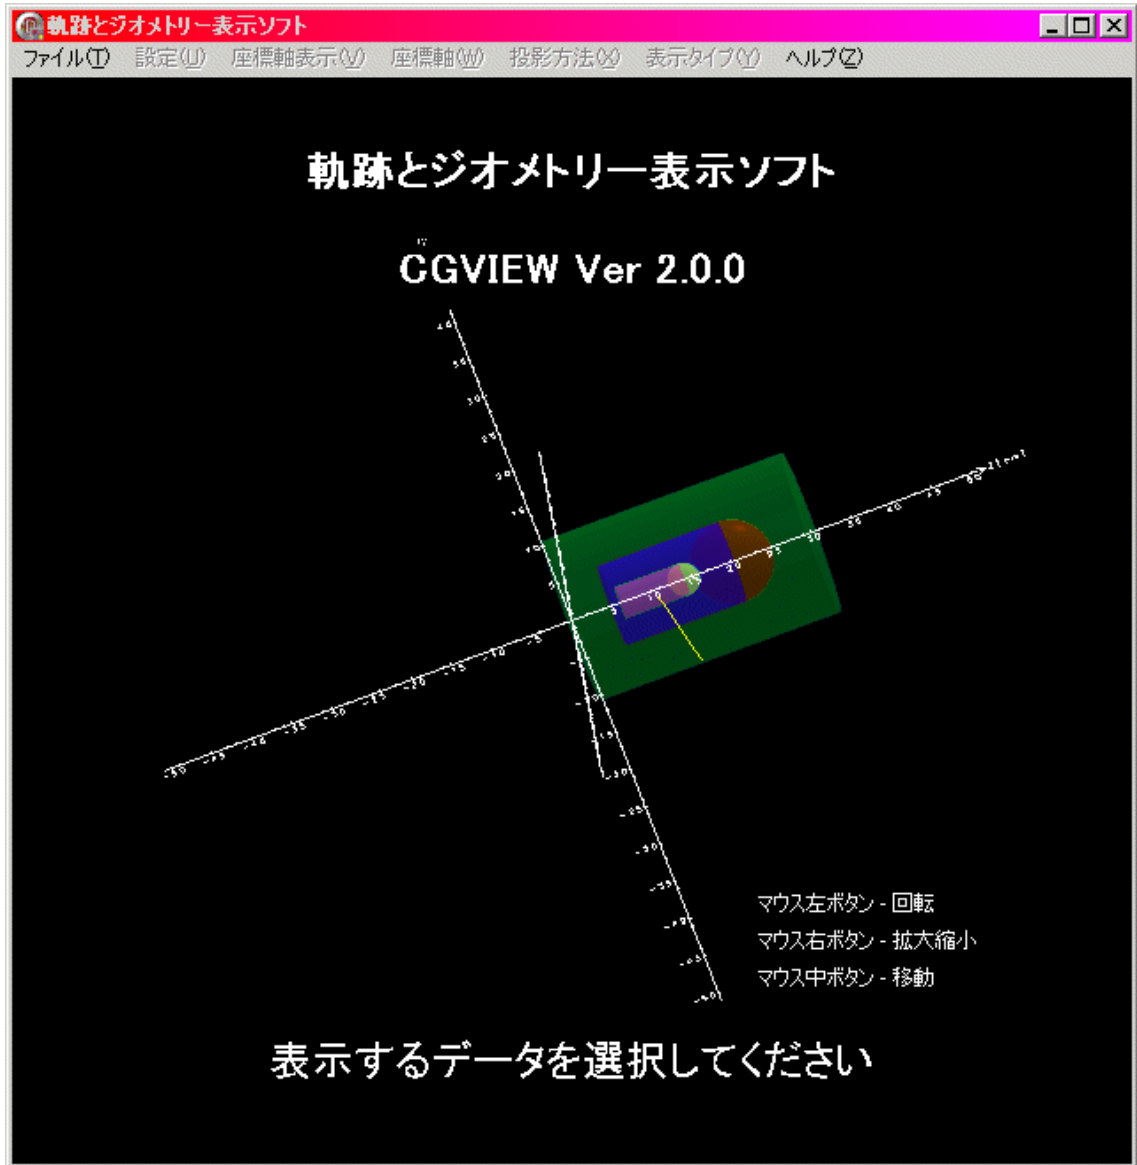 軌跡とジオメトリー表示ソフト
ファイル(T) 設定(U) 座標軸表示(V) 座標軸(W) 投影方法(X) 表示タイプ(Y) ヘルプ(Z)
軌跡とジオメトリー表示ソフト
CGVIEW Ver 2.0.0
マウス左ボタン - 回転
マウス右ボタン - 拡大縮小
マウス中ボタン - 移動
表示するデータを選択してください